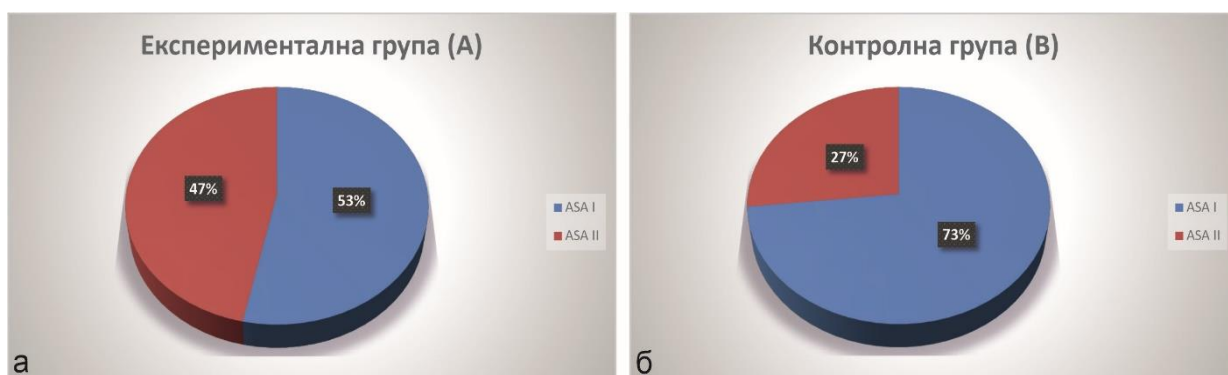 Експериментална група (А)
47%
53%
ASA I
ASA II
а
Контролна група (В)
27%
73%
ASA I
ASA II
б